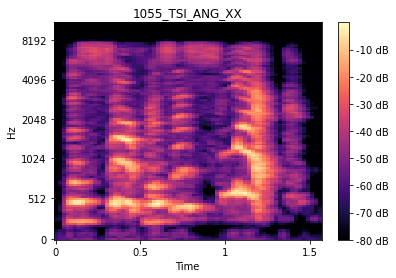 1055_TSI_ANG_XX
8192
4096
2048
1024
512
0
Hz
0
0.5
1
1.5
Time
-10 dB
-20 dB
-30 dB
-40 dB
-50 dB
-60 dB
-70 dB
-80 dB